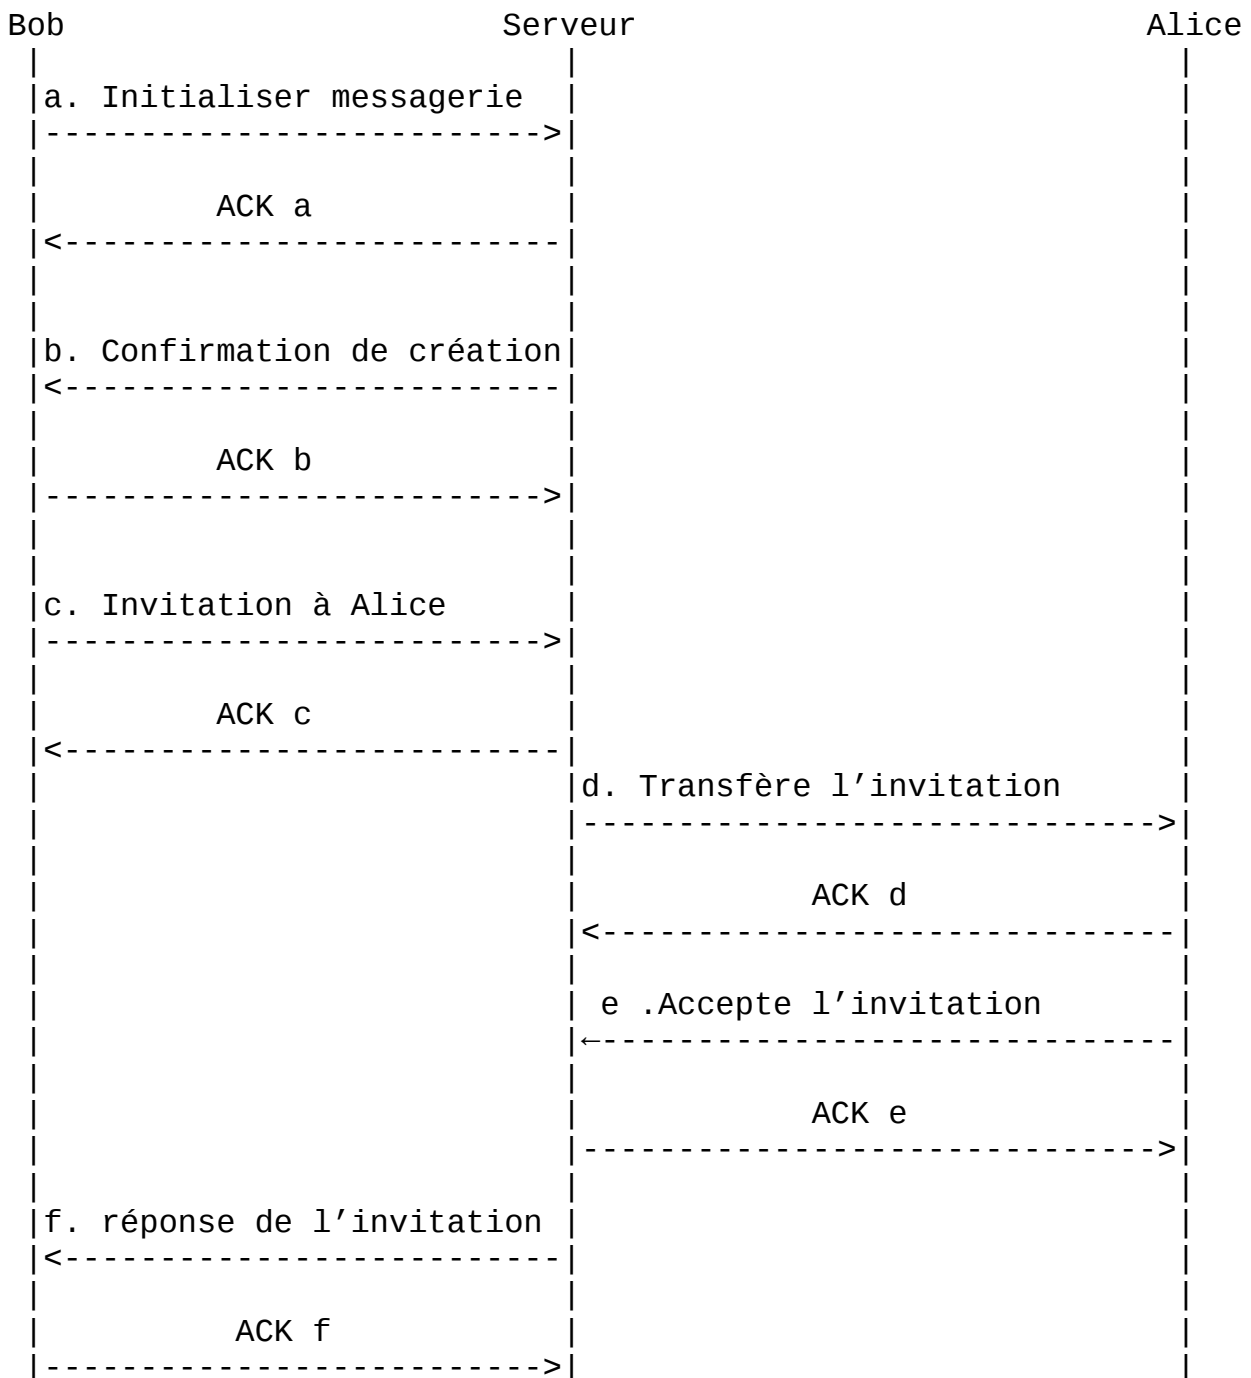 Bob Serveur Alice
a. Initialiser messagerie
ACK a
b. Confirmation de création
ACK b
c. Invitation à Alice
ACK c
d. Transfère l’invitation
ACK d
e .Accepte l’invitation
ACK e
f. réponse de l’invitation
ACK f